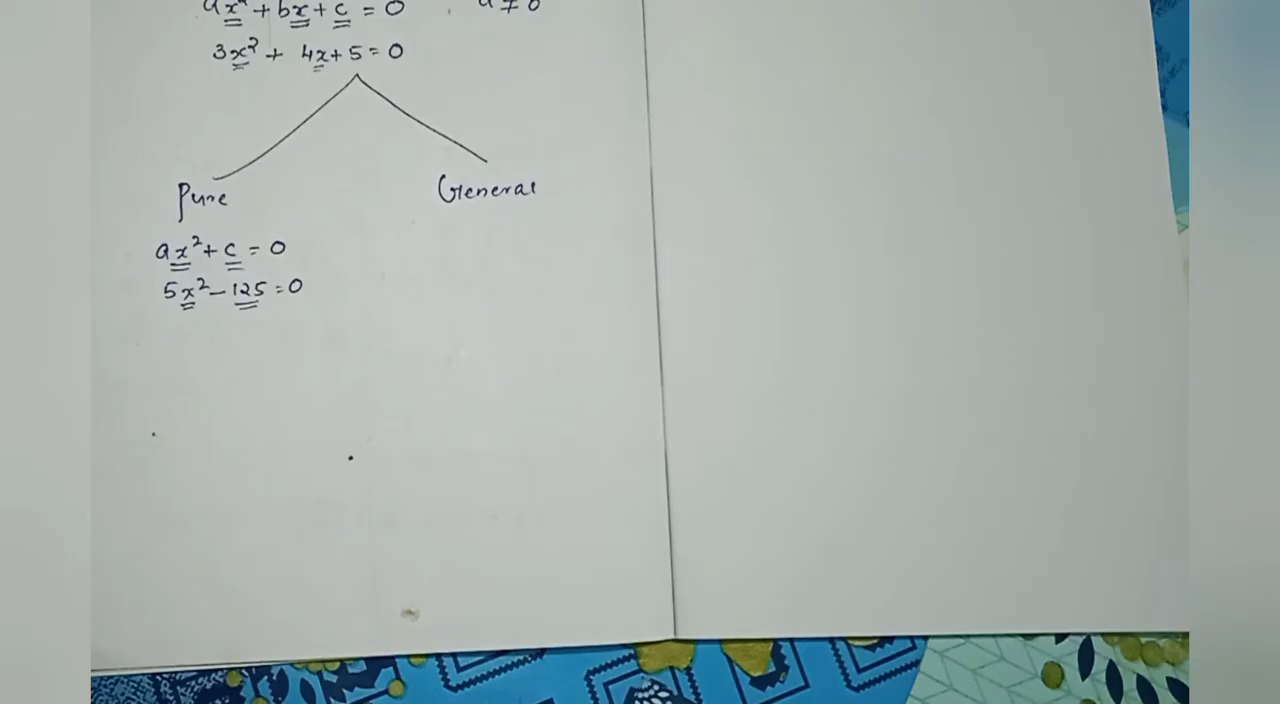 ax² + bx + c = 0 , a ≠ 0
3x² + 4x + 5 = 0
Pure General
ax² + c = 0
5x² - 125 = 0